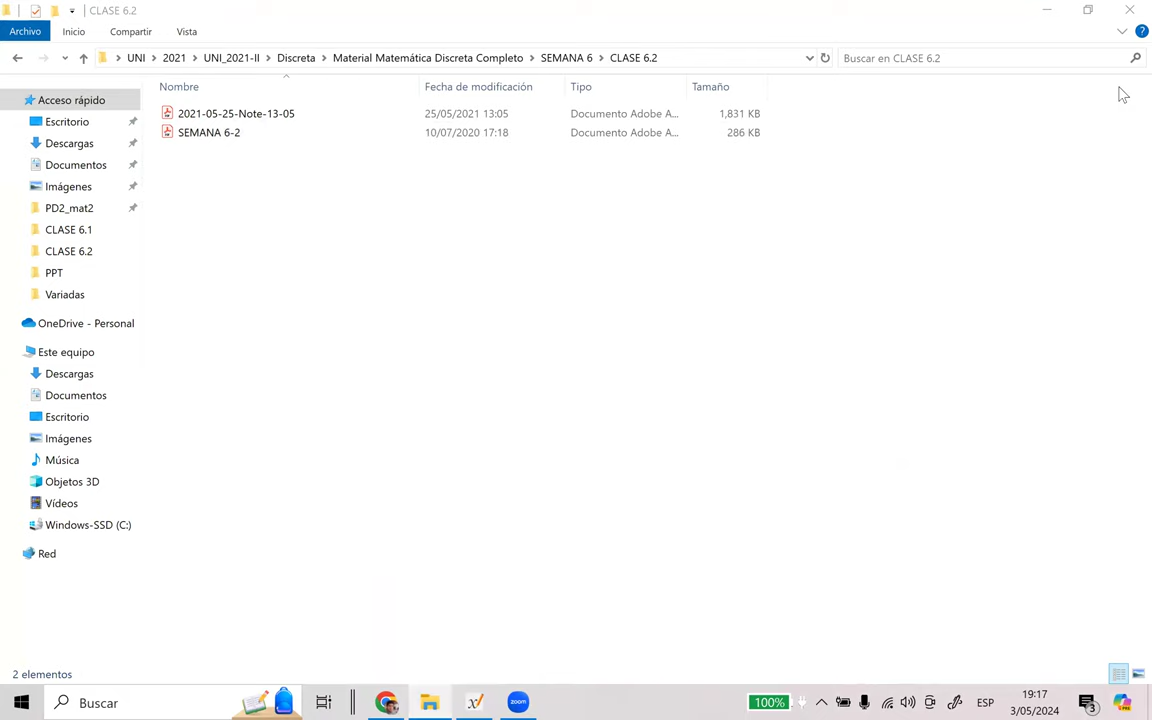 CLASE 6.2
Archivo Inicio Compartir Vista
UNI > 2021 > UNI_2021-II > Discreta > Material Matemática Discreta Completo > SEMANA 6 > CLASE 6.2
Buscar en CLASE 6.2
Nombre Fecha de modificación Tipo Tamaño
2021-05-25-Note-13-05 25/05/2021 13:05 Documento Adobe A... 1,831 KB
SEMANA 6-2 10/07/2020 17:18 Documento Adobe A... 286 KB
Acceso rápido
Escritorio
Descargas
Documentos
Imágenes
PD2_mat2
CLASE 6.1
CLASE 6.2
PPT
Variadas
OneDrive - Personal
Este equipo
Descargas
Documentos
Escritorio
Imágenes
Música
Objetos 3D
Vídeos
Windows-SSD (C:)
Red
2 elementos
Buscar
zoom
100%
ESP
19:17
3/05/2024
3